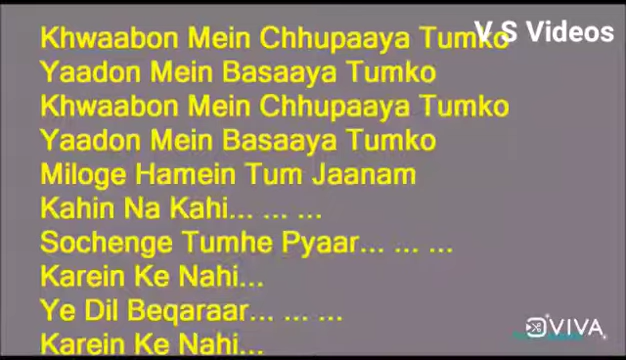 Khwaabon Mein Chhupaaya Tumko
V S Videos
Yaadon Mein Basaaya Tumko
Khwaabon Mein Chhupaaya Tumko
Yaadon Mein Basaaya Tumko
Miloge Hamein Tum Jaanam
Kahin Na Kahi... ... ...
Sochenge Tumhe Pyaar... ... ...
Karein Ke Nahi...
Ye Dil Beqaraar... ... ...
VIVA
Karein Ke Nahi...